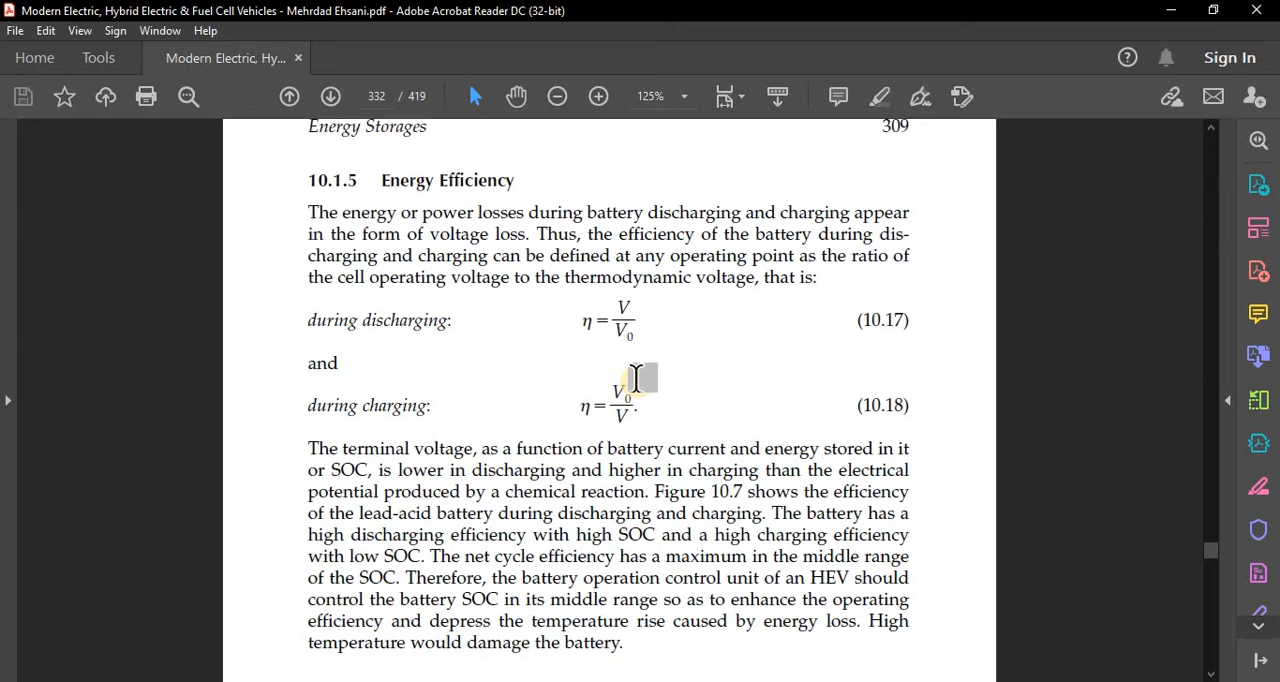 Modern Electric, Hybrid Electric & Fuel Cell Vehicles - Mehrdad Ehsani.pdf - Adobe Acrobat Reader DC (32-bit)
File Edit View Sign Window Help
Home Tools Modern Electric, Hy... × Sign In
332 / 419 125%
Energy Storages 309
10.1.5 Energy Efficiency
The energy or power losses during battery discharging and charging appear
in the form of voltage loss. Thus, the efficiency of the battery during dis-
charging and charging can be defined at any operating point as the ratio of
the cell operating voltage to the thermodynamic voltage, that is:
during discharging: η = V/V₀ (10.17)
and
during charging: η = V₀/V. (10.18)
The terminal voltage, as a function of battery current and energy stored in it
or SOC, is lower in discharging and higher in charging than the electrical
potential produced by a chemical reaction. Figure 10.7 shows the efficiency
of the lead-acid battery during discharging and charging. The battery has a
high discharging efficiency with high SOC and a high charging efficiency
with low SOC. The net cycle efficiency has a maximum in the middle range
of the SOC. Therefore, the battery operation control unit of an HEV should
control the battery SOC in its middle range so as to enhance the operating
efficiency and depress the temperature rise caused by energy loss. High
temperature would damage the battery.